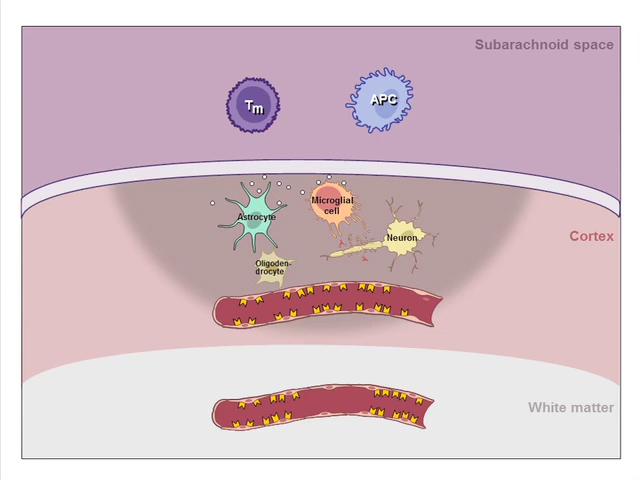 Subarachnoid space
Tm
APC
Astrocyte
Microglial
cell
Neuron
Cortex
Oligoden-
drocyte
White matter